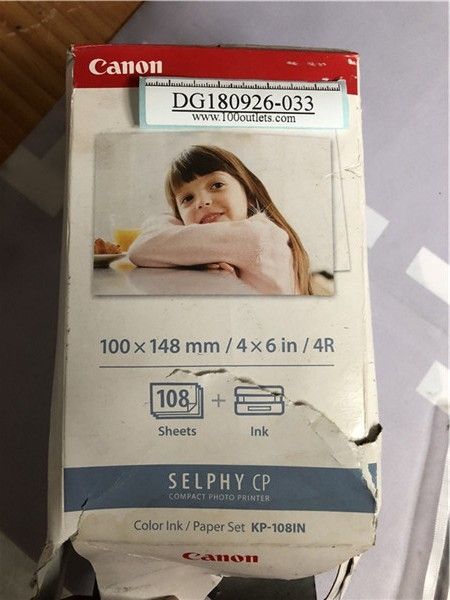 Canon
DG180926-033
www.100outlets.com
100 × 148 mm / 4 × 6 in / 4R
108 +
Sheets Ink
SELPHY CP
COMPACT PHOTO PRINTER
Color Ink / Paper Set KP-108IN
Canon